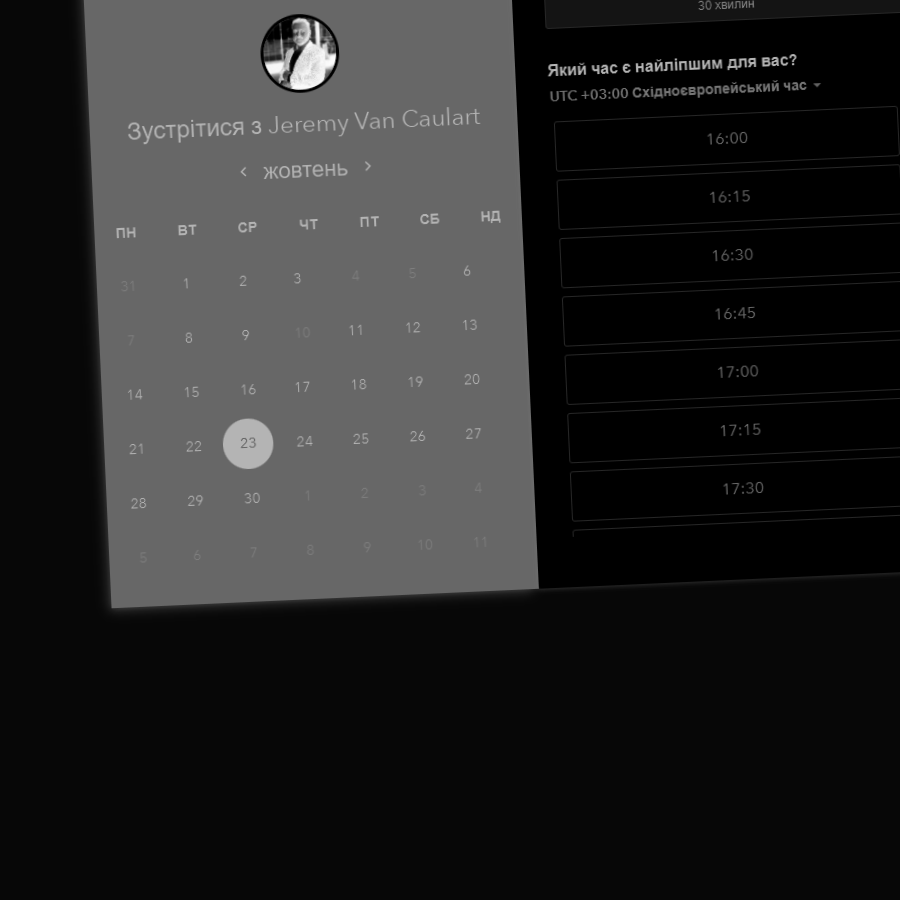 Зустрітися з Jeremy Van Caulart
жовтень
ПН ВТ СР ЧТ ПТ СБ НД
31 1 2 3 4 5 6
7 8 9 10 11 12 13
14 15 16 17 18 19 20
21 22 23 24 25 26 27
28 29 30 1 2 3 4
5 6 7 8 9 10 11
30 хвилин
Який час є найліпшим для вас?
UTC +03:00 Східноєвропейський час
16:00
16:15
16:30
16:45
17:00
17:15
17:30